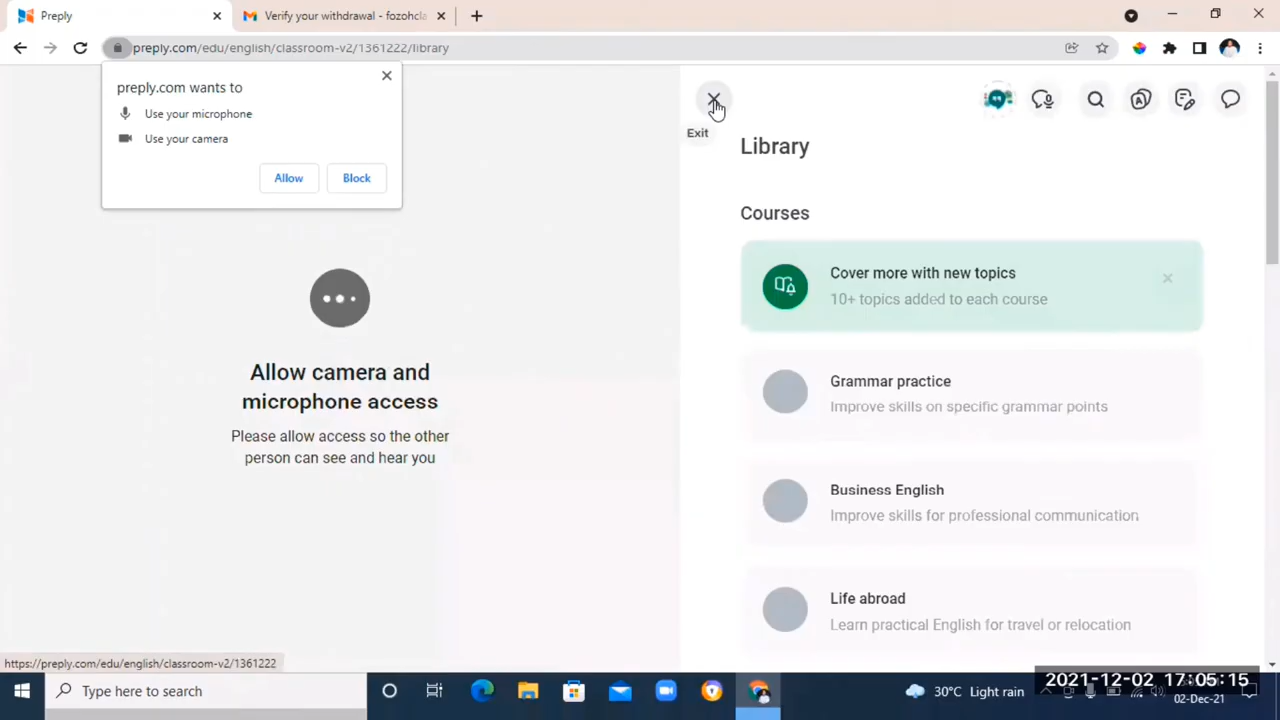 Preply
Verify your withdrawal - fozohcla
preply.com/edu/english/classroom-v2/1361222/library
preply.com wants to
Use your microphone
Use your camera
Allow
Block
Exit
Library
Courses
Cover more with new topics
10+ topics added to each course
Allow camera and
microphone access
Please allow access so the other
person can see and hear you
Grammar practice
Improve skills on specific grammar points
Business English
Improve skills for professional communication
Life abroad
Learn practical English for travel or relocation
https://preply.com/edu/english/classroom-v2/1361222
Type here to search
30°C Light rain
2021-12-02 17:05:15
02-Dec-21